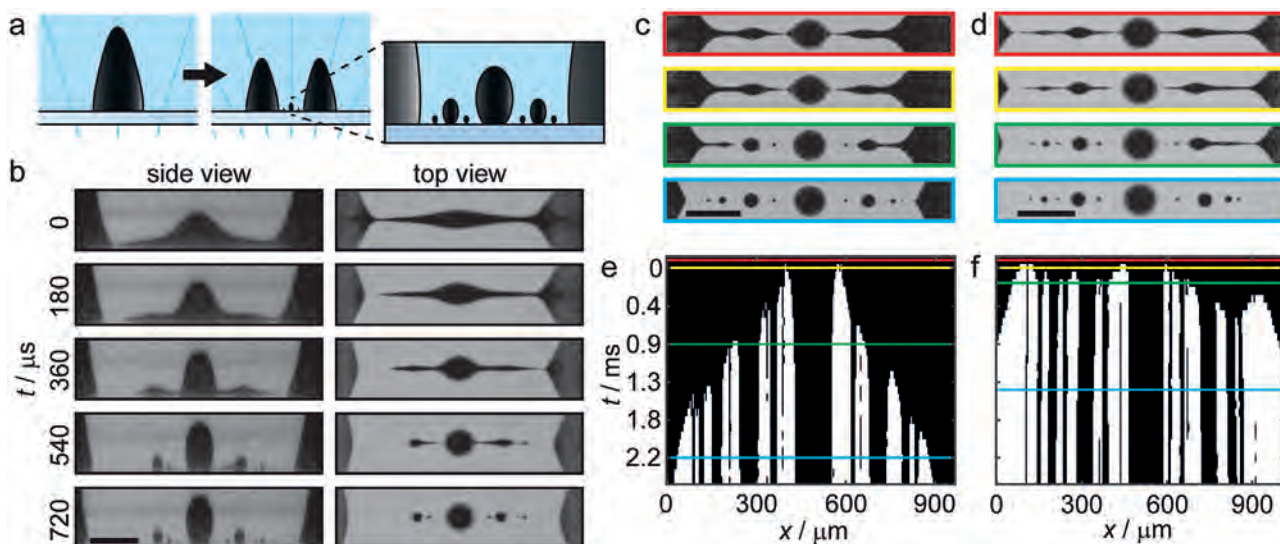 a
b
side view top view
t / μs
0
180
360
540
720
c
d
e
f
t / ms
0
0.4
0.9
1.3
1.8
2.2
0 300 600 900
x / μm
0 300 600 900
x / μm